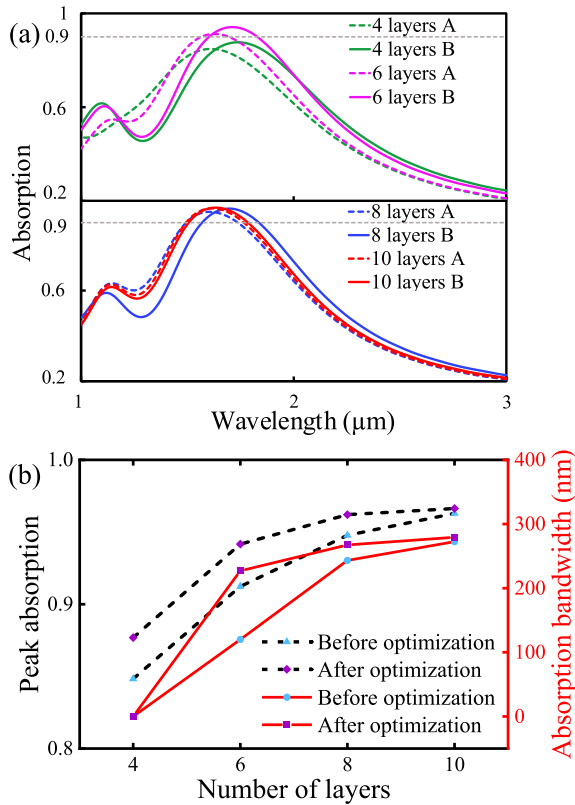 (a)
1
0.9
0.6
0.2
4 layers A
4 layers B
6 layers A
6 layers B
0.9
0.6
0.2
8 layers A
8 layers B
10 layers A
10 layers B
Absorption
1
2
3
Wavelength (μm)
(b)
1.0
0.9
0.8
Peak absorption
400
300
200
100
0
Absorption bandwidth (nm)
Before optimization
After optimization
Before optimization
After optimization
4
6
8
10
Number of layers